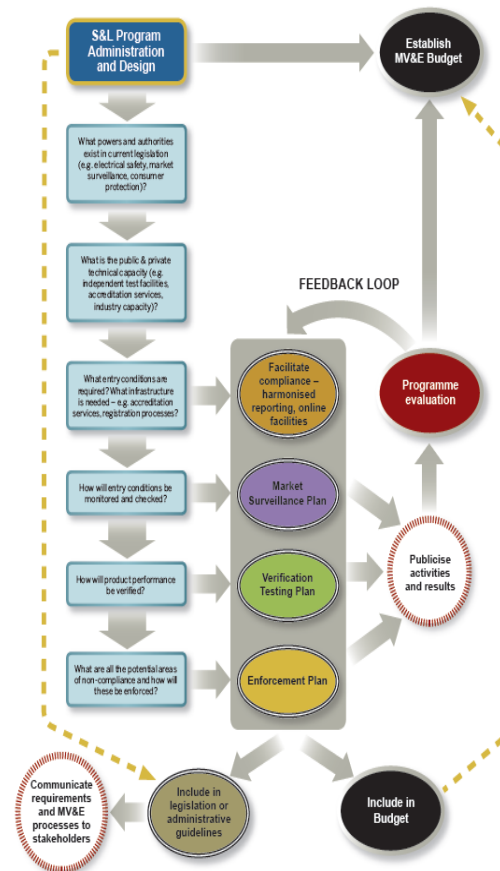 S&L Program
Administration
and Design
Establish
MV&E Budget
What powers and authorities
exist in current legislation
(e.g. electrical safety, market
surveillance, consumer
protection)?
What is the public & private
technical capacity (e.g.
independent test facilities,
accreditation services,
industry capacity)?
FEEDBACK LOOP
What entry conditions are
required? What infrastructure
is needed – e.g. accreditation
services, registration processes?
Facilitate
compliance –
harmonised
reporting, online
facilities
Programme
evaluation
How will entry conditions be
monitored and checked?
Market
Surveillance Plan
How will product performance
be verified?
Verification
Testing Plan
Publicise
activities
and results
What are all the potential areas
of non-compliance and how will
these be enforced?
Enforcement Plan
Communicate
requirements
and MV&E
processes to
stakeholders
Include in
legislation or
administrative
guidelines
Include in
Budget